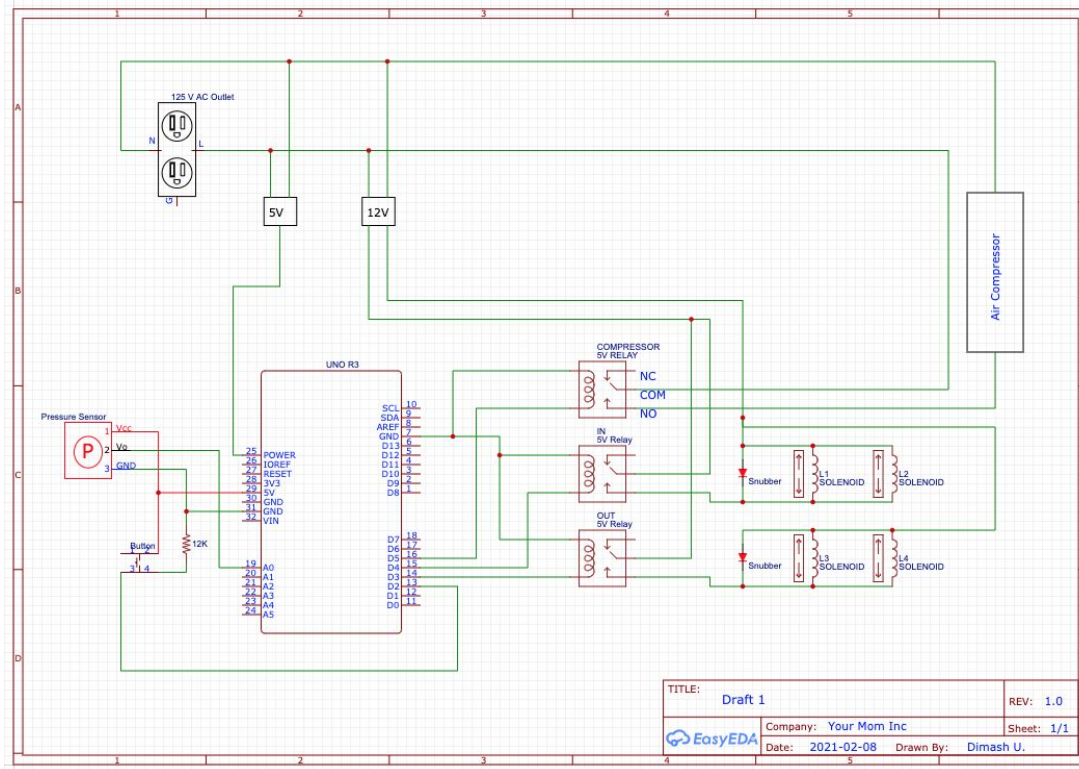 1 2 3 4 5
A
B
C
D
125 V AC Outlet
N
L
G
5V
12V
Air Compressor
COMPRESSOR
5V RELAY
NC
COM
NO
UNO R3
SCL 10
SDA 9
AREF 8
GND 7
D13 6
D12 5
D11 4
D10 3
D9 2
D8 1
25 POWER
26 IOREF
27 RESET
28 3V3
29 5V
30 GND
31 GND
32 VIN
D7 18
D6 17
D5 16
D4 15
D3 14
D2 13
D1 12
D0 11
19 A0
20 A1
21 A2
22 A3
23 A4
24 A5
Pressure Sensor
P
1 Vcc
2 Vo
3 GND
Button
1 2
3 4
12K
IN
5V Relay
OUT
5V Relay
Snubber
L1
SOLENOID
L2
SOLENOID
Snubber
L3
SOLENOID
L4
SOLENOID
TITLE:
Draft 1
REV: 1.0
EasyEDA
Company: Your Mom Inc
Sheet: 1/1
Date: 2021-02-08 Drawn By: Dimash U.
A
B
C
D
1 2 3 4 5